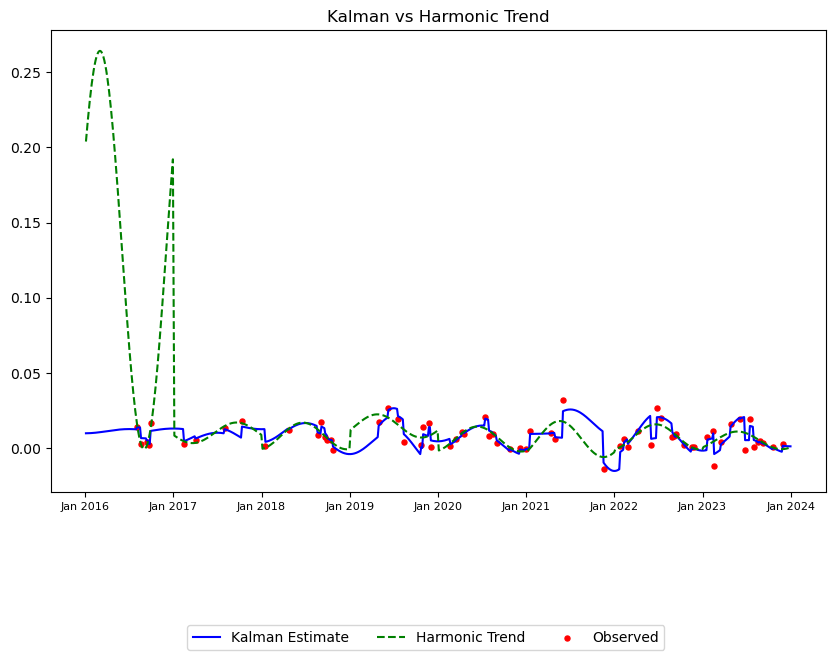 Kalman vs Harmonic Trend
0.25
0.20
0.15
0.10
0.05
0.00
Jan 2016 Jan 2017 Jan 2018 Jan 2019 Jan 2020 Jan 2021 Jan 2022 Jan 2023 Jan 2024
Kalman Estimate Harmonic Trend Observed